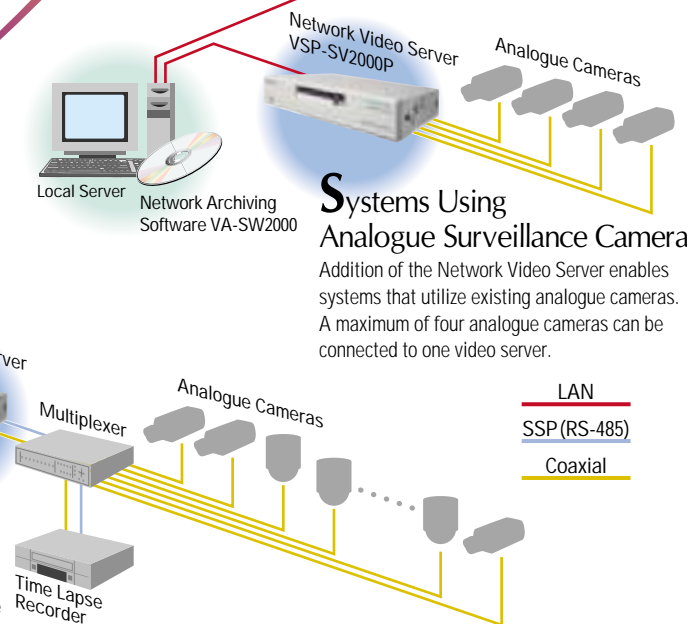 Network Video Server
VSP-SV2000P
Analogue Cameras
Local Server
Network Archiving
Software VA-SW2000
Systems Using
Analogue Surveillance Camera
Addition of the Network Video Server enables
systems that utilize existing analogue cameras.
A maximum of four analogue cameras can be
connected to one video server.
LAN
SSP (RS-485)
Coaxial
Multiplexer
Analogue Cameras
Time Lapse
Recorder